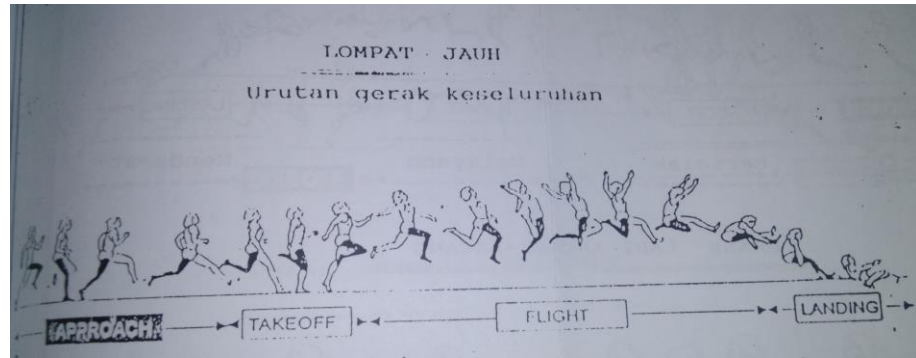 LOMPAT JAUH
Urutan gerak keseluruhan
APPROACH
TAKEOFF
FLIGHT
LANDING